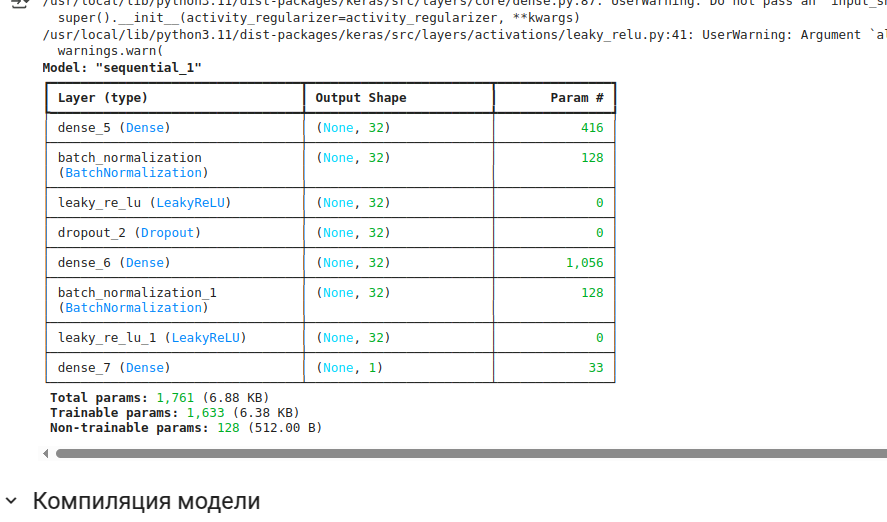 /usr/local/lib/python3.11/dist-packages/keras/src/layers/core/dense.py:87: UserWarning: Do not pass an `input_sh
super().__init__(activity_regularizer=activity_regularizer, **kwargs)
/usr/local/lib/python3.11/dist-packages/keras/src/layers/activations/leaky_relu.py:41: UserWarning: Argument `al
warnings.warn(
Model: "sequential_1"
Layer (type) Output Shape Param #
dense_5 (Dense) (None, 32) 416
batch_normalization (None, 32) 128
(BatchNormalization)
leaky_re_lu (LeakyReLU) (None, 32) 0
dropout_2 (Dropout) (None, 32) 0
dense_6 (Dense) (None, 32) 1,056
batch_normalization_1 (None, 32) 128
(BatchNormalization)
leaky_re_lu_1 (LeakyReLU) (None, 32) 0
dense_7 (Dense) (None, 1) 33
Total params: 1,761 (6.88 KB)
Trainable params: 1,633 (6.38 KB)
Non-trainable params: 128 (512.00 B)
Компиляция модели